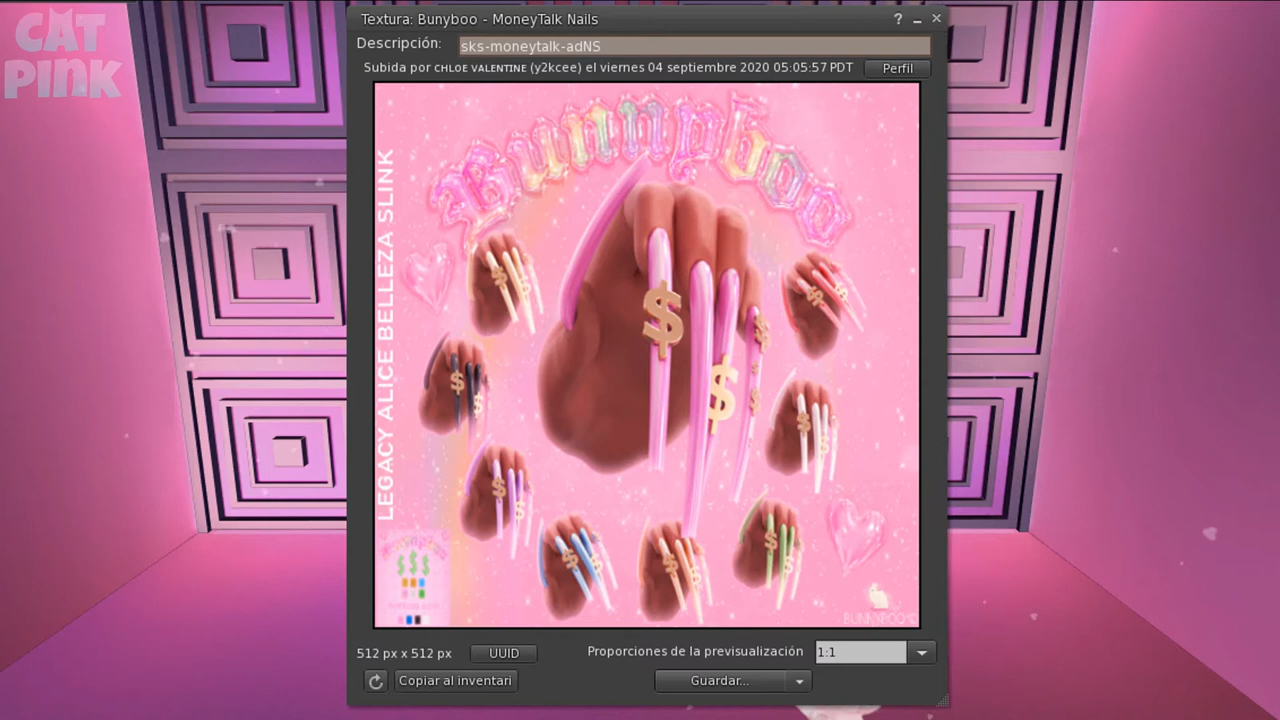 CAT
PINK
Textura: Bunyboo - MoneyTalk Nails
Descripción:
sks-moneytalk-adNS
Subida por CHLOE VALENTINE (y2kcee) el viernes 04 septiembre 2020 05:05:57 PDT
Perfil
Bunnyboo
LEGACY ALICE BELLEZA SLINK
$
$
$$$
BUNNYBOO
512 px x 512 px
UUID
Proporciones de la previsualización
1:1
Copiar al inventari
Guardar...